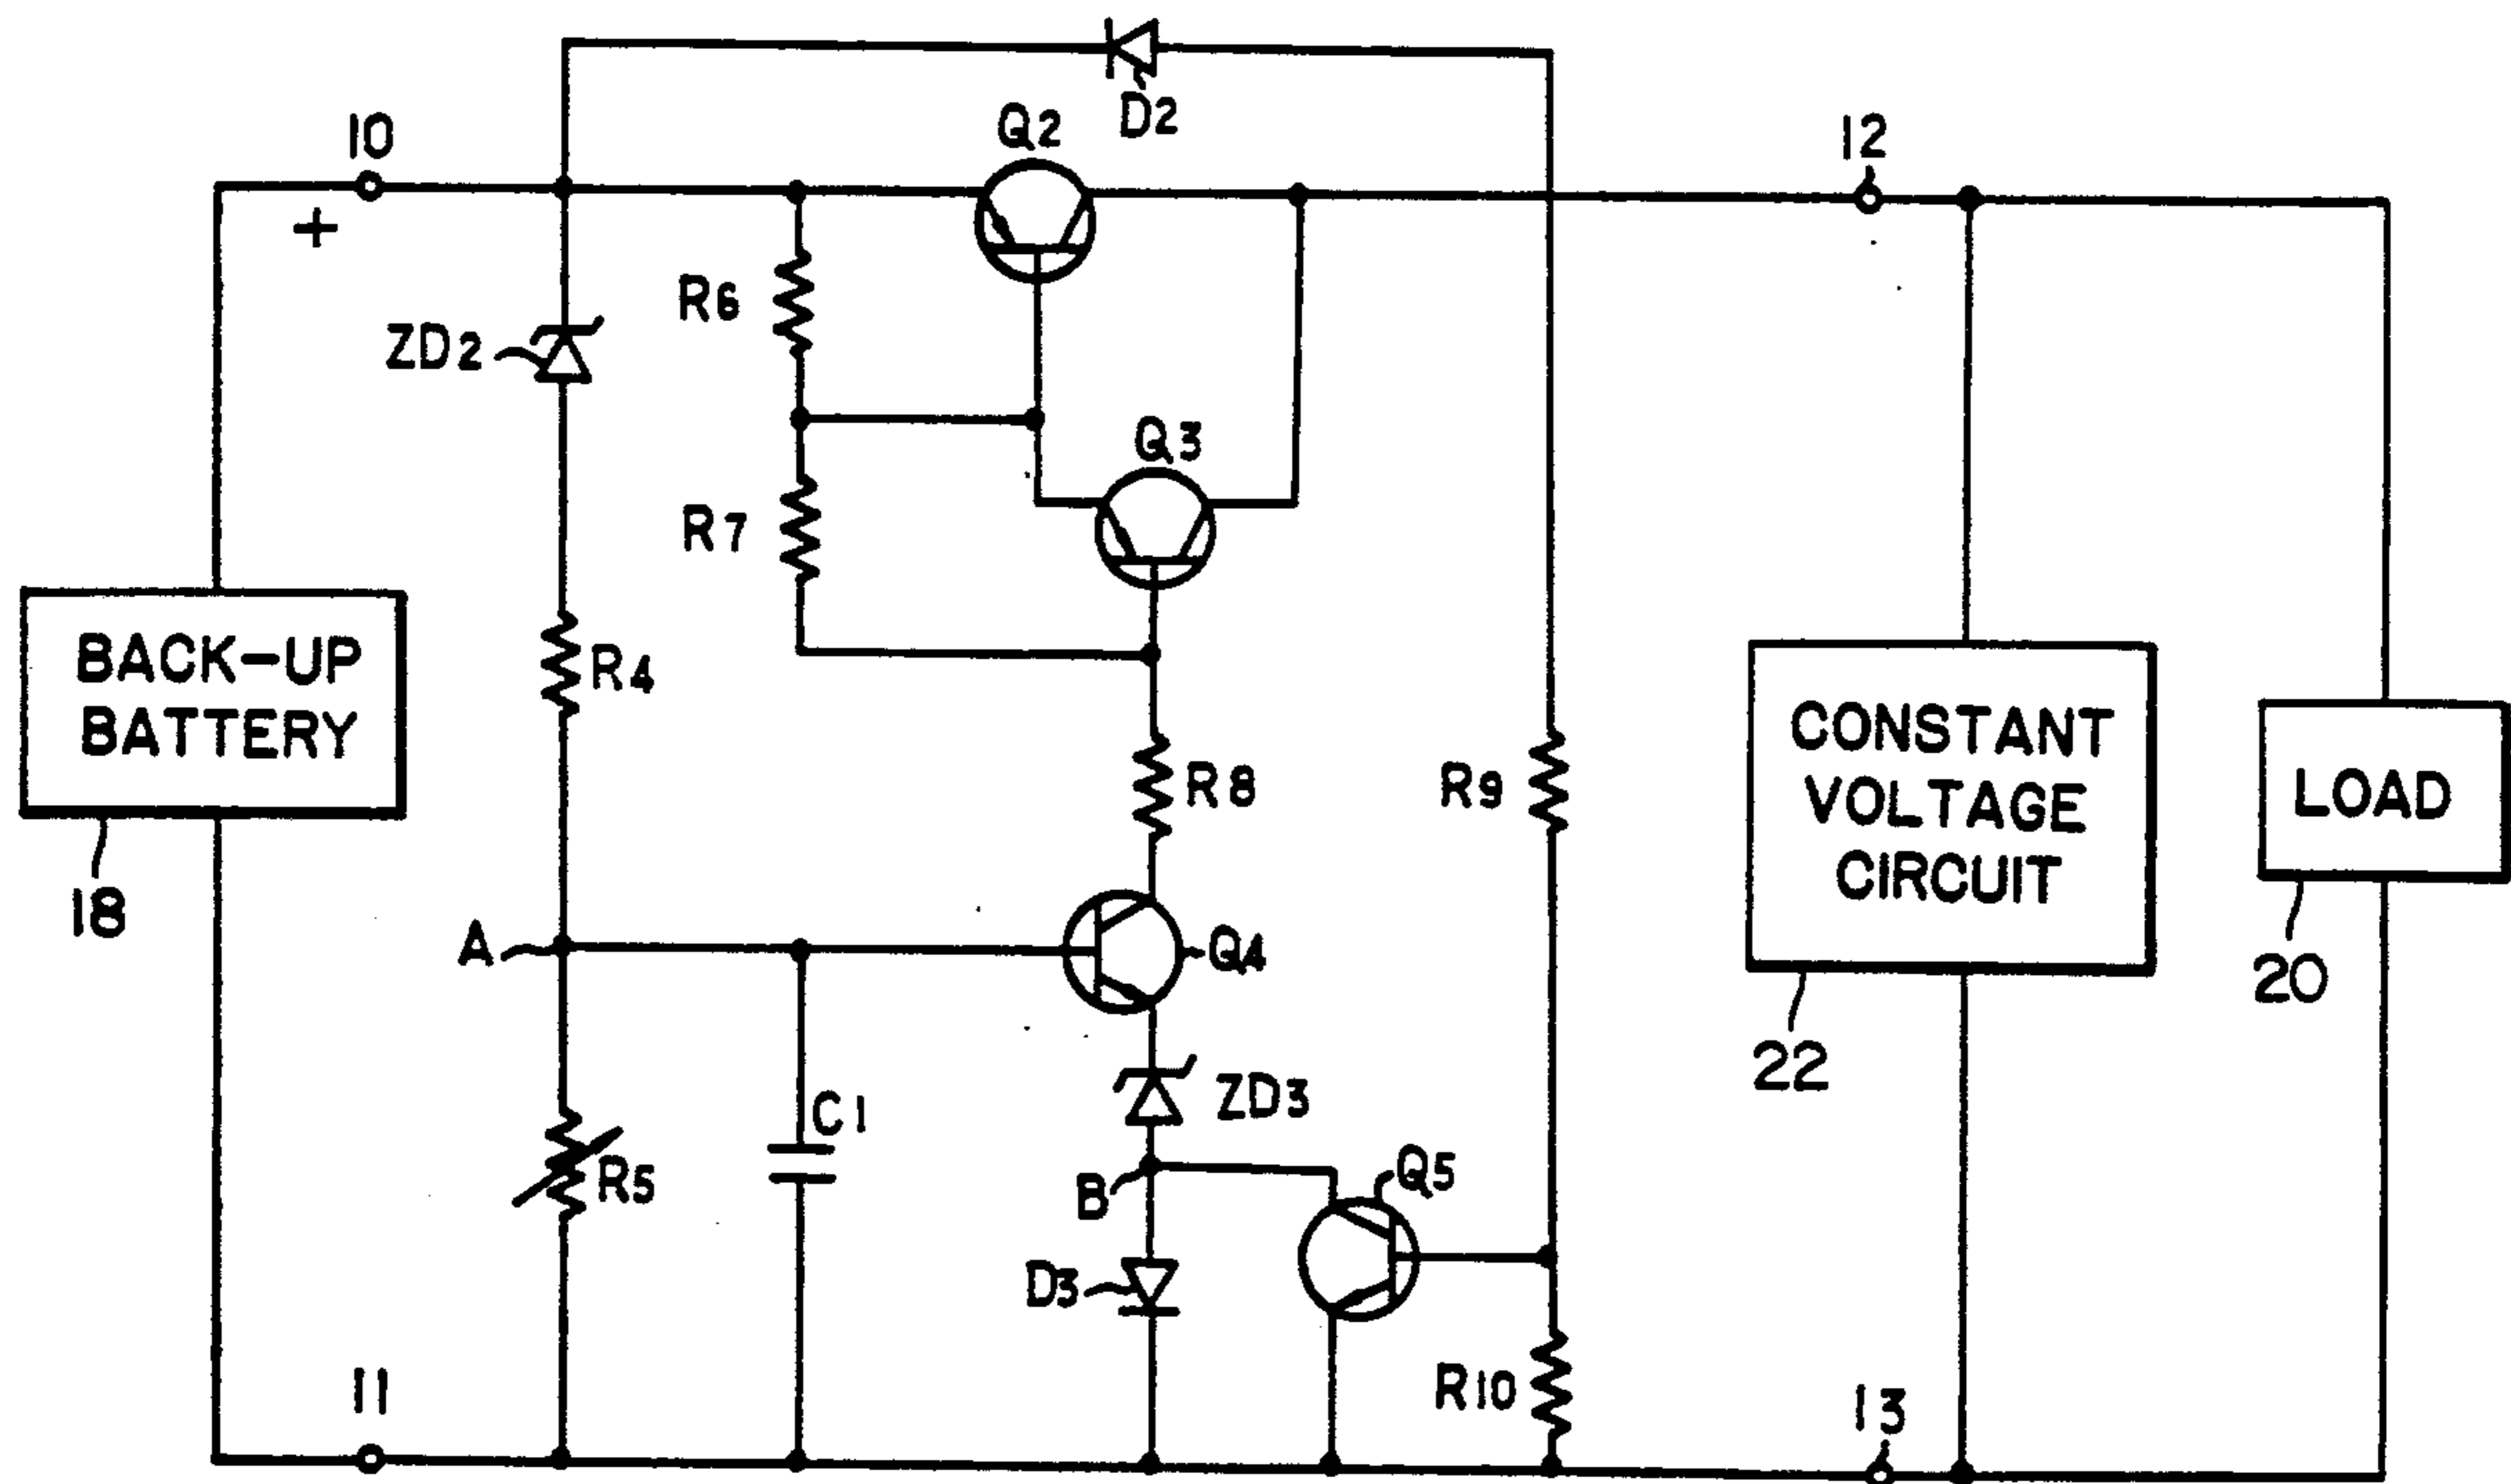 D2
Q2
10
12
+
R6
ZD2
Q3
R7
BACK-UP
BATTERY
R4
CONSTANT
VOLTAGE
CIRCUIT
LOAD
R8
R9
18
A
Q4
20
22
ZD3
C1
Q5
R5
B
D3
11
R10
13